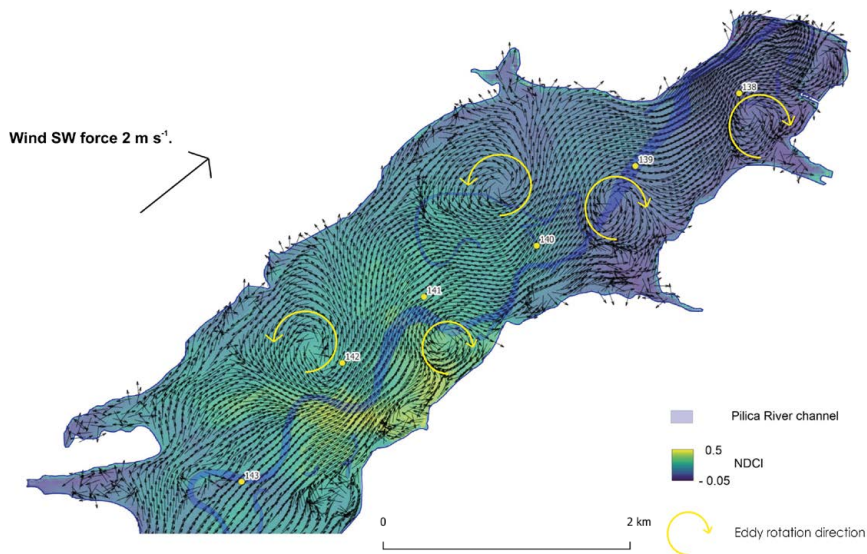 Wind SW force 2 m s⁻¹.
138
139
140
141
142
143
Pilica River channel
0.5
NDCI
- 0.05
0
2 km
Eddy rotation direction